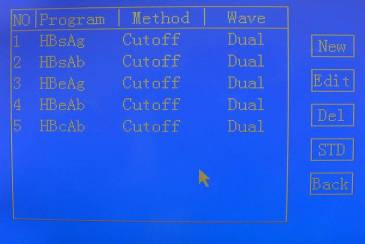 NO Program Method Wave
1 HBsAg Cutoff Dual
2 HBsAb Cutoff Dual
3 HBeAg Cutoff Dual
4 HBeAb Cutoff Dual
5 HBcAb Cutoff Dual
New
Edit
Del
STD
Back